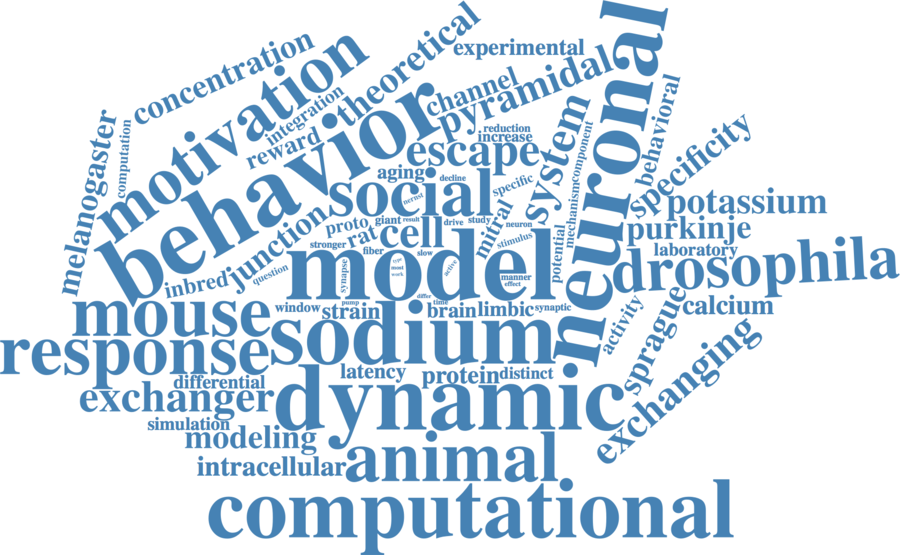 neuronal
theoretical
experimental
concentration
motivation
integration
channel
pyramidal
behavior
reward
reduction
increase
escape
system
component
mechanism
behavioral
specificity
melanogaster
computation
aging
decline
specific
social
nernst
potassium
purkinje
laboratory
drosophila
junction
proto
giant
result
drive
study
neuron
stimulus
mitral
rat
cell
stronger
fiber
slow
potential
inbred
question
synapse
model
type
most
work
active
manner
effect
mouse
window
pump
strain
differ
time
brain
limbic
synaptic
activity
sprague
calcium
response
sodium
exchanging
differential
latency
protein
distinct
exchanger
dynamic
simulation
modeling
intracellular
animal
computational